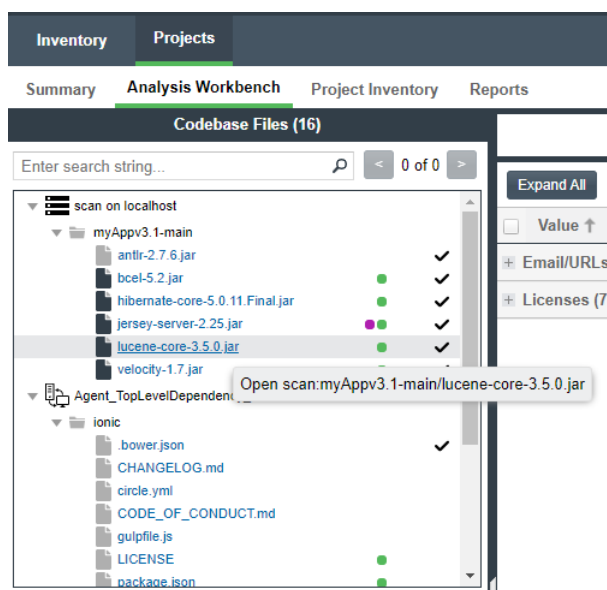 Inventory Projects
Summary Analysis Workbench Project Inventory Reports
Codebase Files (16)
Enter search string... < 0 of 0 >
scan on localhost
myAppv3.1-main
antlr-2.7.6.jar
bcel-5.2.jar
hibernate-core-5.0.11.Final.jar
jersey-server-2.25.jar
lucene-core-3.5.0.jar
velocity-1.7.jar
Open scan:myAppv3.1-main/lucene-core-3.5.0.jar
Agent_TopLevelDependency_
ionic
.bower.json
CHANGELOG.md
circle.yml
CODE_OF_CONDUCT.md
gulpfile.js
LICENSE
package.json
Expand All
Value ↑
Email/URLs
Licenses (7